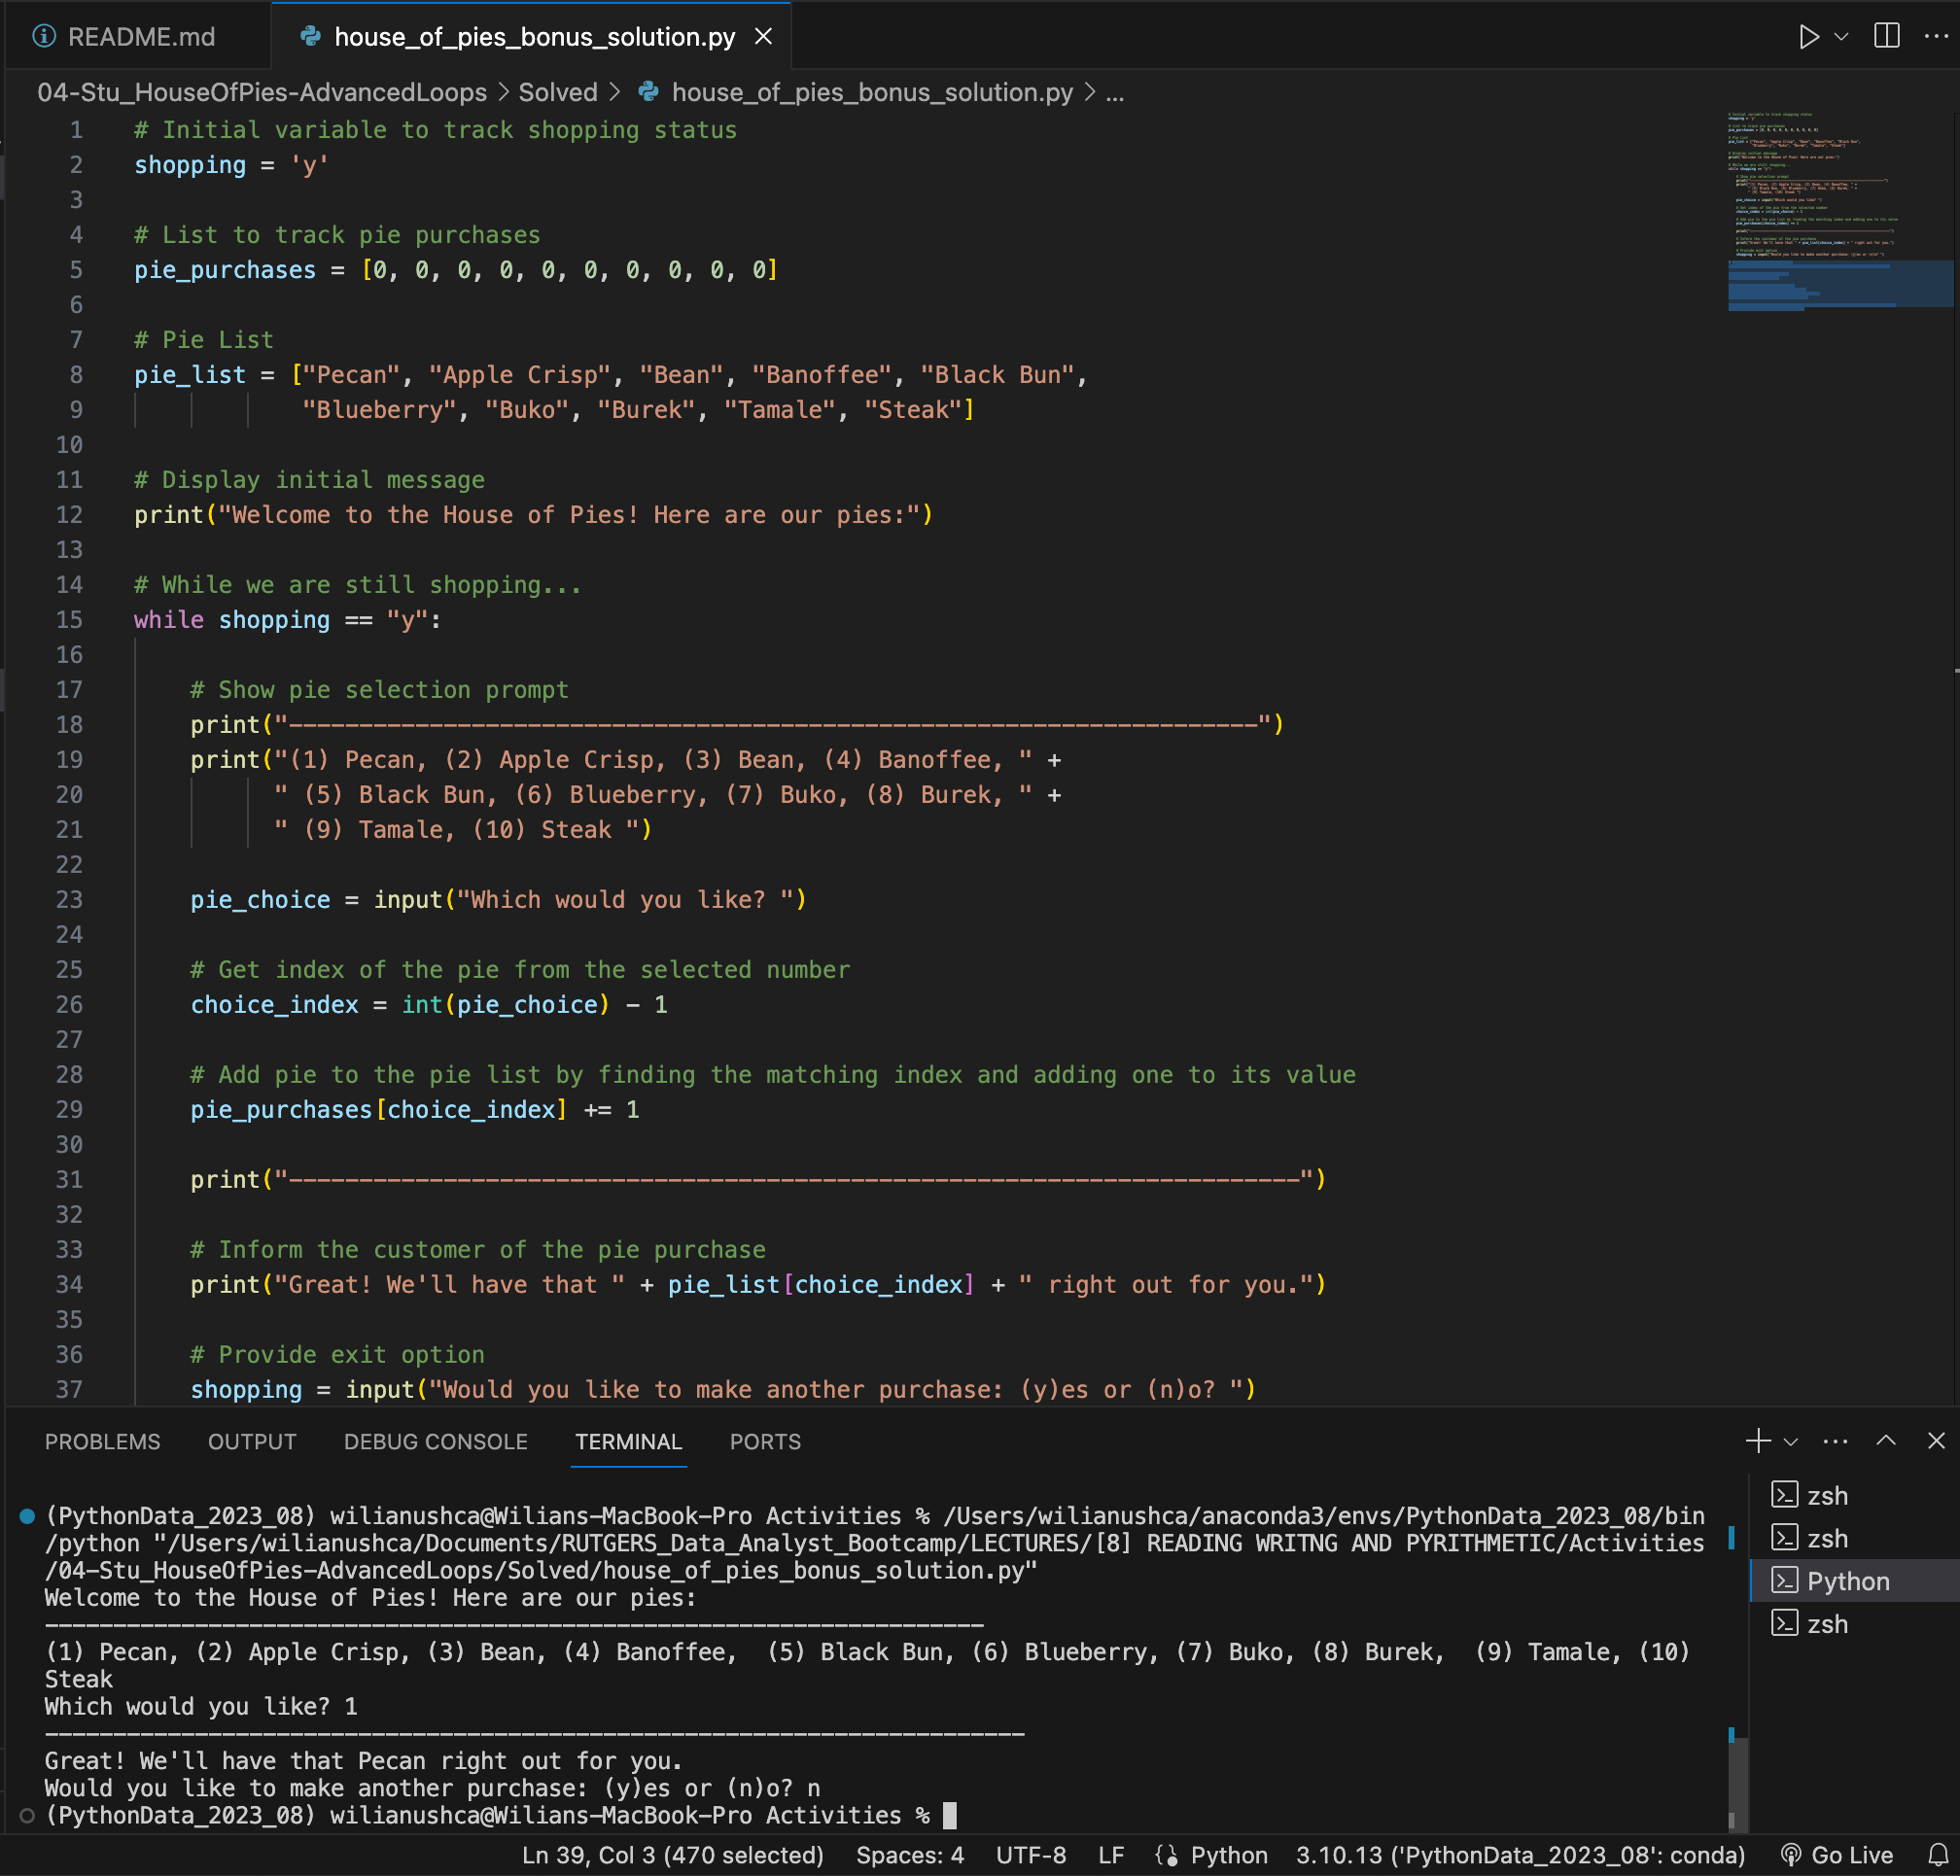 README.md
house_of_pies_bonus_solution.py
04-Stu_HouseOfPies-AdvancedLoops > Solved > house_of_pies_bonus_solution.py > ...
1 # Initial variable to track shopping status
2 shopping = 'y'
3
4 # List to track pie purchases
5 pie_purchases = [0, 0, 0, 0, 0, 0, 0, 0, 0, 0]
6
7 # Pie List
8 pie_list = ["Pecan", "Apple Crisp", "Bean", "Banoffee", "Black Bun",
9             "Blueberry", "Buko", "Burek", "Tamale", "Steak"]
10
11 # Display initial message
12 print("Welcome to the House of Pies! Here are our pies:")
13
14 # While we are still shopping...
15 while shopping == "y":
16
17     # Show pie selection prompt
18     print("---------------------------------------------------------------------")
19     print("(1) Pecan, (2) Apple Crisp, (3) Bean, (4) Banoffee, " +
20           " (5) Black Bun, (6) Blueberry, (7) Buko, (8) Burek, " +
21           " (9) Tamale, (10) Steak ")
22
23     pie_choice = input("Which would you like? ")
24
25     # Get index of the pie from the selected number
26     choice_index = int(pie_choice) - 1
27
28     # Add pie to the pie list by finding the matching index and adding one to its value
29     pie_purchases[choice_index] += 1
30
31     print("------------------------------------------------------------------------")
32
33     # Inform the customer of the pie purchase
34     print("Great! We'll have that " + pie_list[choice_index] + " right out for you.")
35
36     # Provide exit option
37     shopping = input("Would you like to make another purchase: (y)es or (n)o? ")
PROBLEMS OUTPUT DEBUG CONSOLE TERMINAL PORTS
(PythonData_2023_08) wilianushca@Wilians-MacBook-Pro Activities % /Users/wilianushca/anaconda3/envs/PythonData_2023_08/bin
/python "/Users/wilianushca/Documents/RUTGERS_Data_Analyst_Bootcamp/LECTURES/[8] READING WRITNG AND PYRITHMETIC/Activities
/04-Stu_HouseOfPies-AdvancedLoops/Solved/house_of_pies_bonus_solution.py"
Welcome to the House of Pies! Here are our pies:
---------------------------------------------------------------------
(1) Pecan, (2) Apple Crisp, (3) Bean, (4) Banoffee,  (5) Black Bun, (6) Blueberry, (7) Buko, (8) Burek,  (9) Tamale, (10)
Steak
Which would you like? 1
------------------------------------------------------------------------
Great! We'll have that Pecan right out for you.
Would you like to make another purchase: (y)es or (n)o? n
(PythonData_2023_08) wilianushca@Wilians-MacBook-Pro Activities %
zsh
zsh
Python
zsh
Ln 39, Col 3 (470 selected) Spaces: 4 UTF-8 LF Python 3.10.13 ('PythonData_2023_08': conda) Go Live